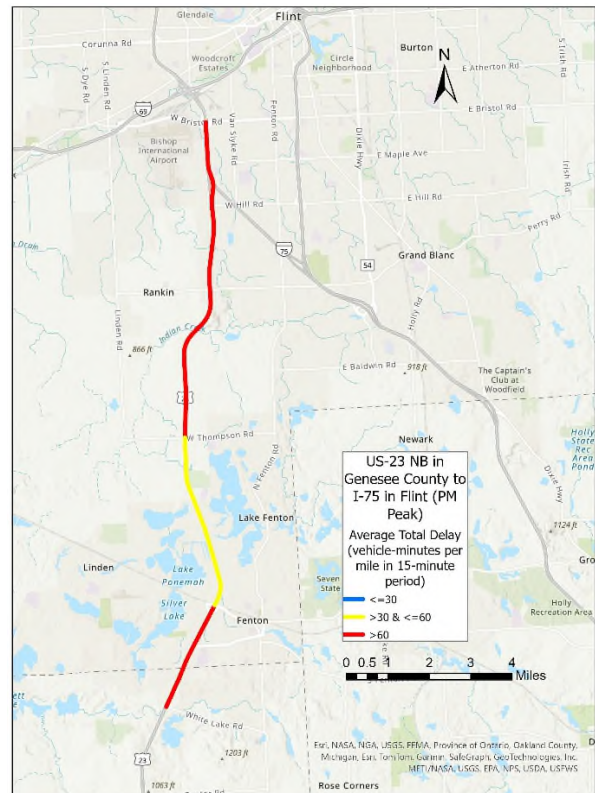 Glendale
Flint
Corunna Rd
Woodcroft
Estates
Circle
Neighborhood
Burton
N
S Irish Rd
S Dye Rd
S Linden Rd
E Atherton Rd
69
W Bristol Rd
Van Slyke Rd
Fenton Rd
E Bristol Rd
Bishop
International
Airport
Dixie Hwy
E Maple Ave
Irish Rd
W Hill Rd
E Hill Rd
Perry Rd
75
54
Grand Blanc
Rankin
Linden Rd
Holly Rd
Indian Creek
866 ft
E Baldwin Rd
918 ft
The Captain's
Club at
Woodfield
W Thompson Rd
N Fenton Rd
Newark
Holly
State
Rec
Area
Pond
Dixie Hwy
US-23 NB in
Genesee County to
I-75 in Flint (PM
Peak)
Average Total Delay
(vehicle-minutes per
mile in 15-minute
period)
<=30
>30 & <=60
>60
Lake Fenton
1124 ft
Linden
Lake
Ponemah
Silver
Lake
Seven
State
Holly
Recreation Area
Fenton
0 0.5 1 2 3 4
Miles
White Lake Rd
23
1203 ft
1063 ft
Rose Corners
Esri, NASA, NGA, USGS, FEMA, Province of Ontario, Oakland County,
Michigan, Esri, TomTom, Garmin, SafeGraph, GeoTechnologies, Inc,
METI/NASA, USGS, EPA, NPS, USDA, USFWS